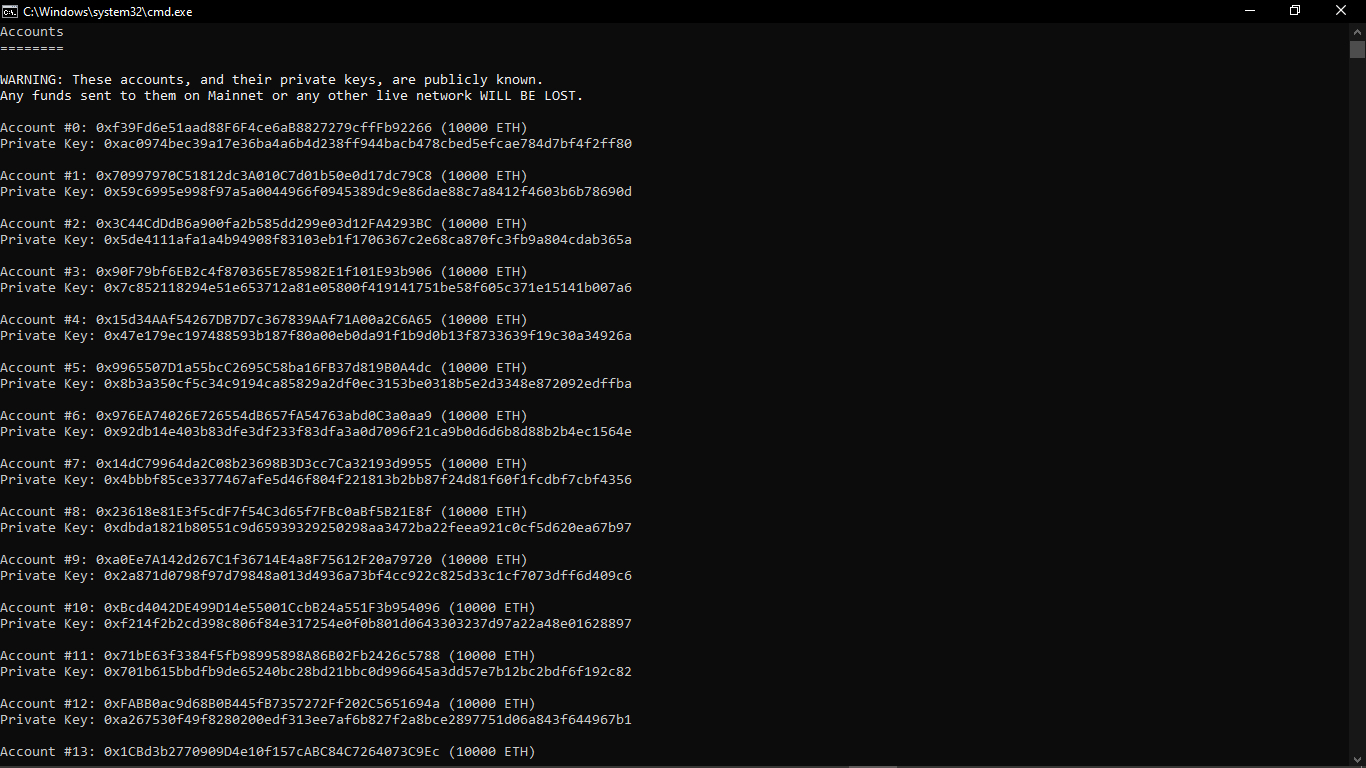 C:\Windows\system32\cmd.exe
Accounts
========
WARNING: These accounts, and their private keys, are publicly known.
Any funds sent to them on Mainnet or any other live network WILL BE LOST.
Account #0: 0xf39Fd6e51aad88F6F4ce6aB8827279cffFb92266 (10000 ETH)
Private Key: 0xac0974bec39a17e36ba4a6b4d238ff944bacb478cbed5efcae784d7bf4f2ff80
Account #1: 0x70997970C51812dc3A010C7d01b50e0d17dc79C8 (10000 ETH)
Private Key: 0x59c6995e998f97a5a0044966f0945389dc9e86dae88c7a8412f4603b6b78690d
Account #2: 0x3C44CdDdB6a900fa2b585dd299e03d12FA4293BC (10000 ETH)
Private Key: 0x5de4111afa1a4b94908f83103eb1f1706367c2e68ca870fc3fb9a804cdab365a
Account #3: 0x90F79bf6EB2c4f870365E785982E1f101E93b906 (10000 ETH)
Private Key: 0x7c852118294e51e653712a81e05800f419141751be58f605c371e15141b007a6
Account #4: 0x15d34AAf54267DB7D7c367839AAf71A00a2C6A65 (10000 ETH)
Private Key: 0x47e179ec197488593b187f80a00eb0da91f1b9d0b13f8733639f19c30a34926a
Account #5: 0x9965507D1a55bcC2695C58ba16FB37d819B0A4dc (10000 ETH)
Private Key: 0x8b3a350cf5c34c9194ca85829a2df0ec3153be0318b5e2d3348e872092edffba
Account #6: 0x976EA74026E726554dB657fA54763abd0C3a0aa9 (10000 ETH)
Private Key: 0x92db14e403b83dfe3df233f83dfa3a0d7096f21ca9b0d6d6b8d88b2b4ec1564e
Account #7: 0x14dC79964da2C08b23698B3D3cc7Ca32193d9955 (10000 ETH)
Private Key: 0x4bbbf85ce3377467afe5d46f804f221813b2bb87f24d81f60f1fcdbf7cbf4356
Account #8: 0x23618e81E3f5cdF7f54C3d65f7FBc0aBf5B21E8f (10000 ETH)
Private Key: 0xdbda1821b80551c9d65939329250298aa3472ba22feea921c0cf5d620ea67b97
Account #9: 0xa0Ee7A142d267C1f36714E4a8F75612F20a79720 (10000 ETH)
Private Key: 0x2a871d0798f97d79848a013d4936a73bf4cc922c825d33c1cf7073dff6d409c6
Account #10: 0xBcd4042DE499D14e55001CcbB24a551F3b954096 (10000 ETH)
Private Key: 0xf214f2b2cd398c806f84e317254e0f0b801d0643303237d97a22a48e01628897
Account #11: 0x71bE63f3384f5fb98995898A86B02Fb2426c5788 (10000 ETH)
Private Key: 0x701b615bbdfb9de65240bc28bd21bbc0d996645a3dd57e7b12bc2bdf6f192c82
Account #12: 0xFABB0ac9d68B0B445fB7357272Ff202C5651694a (10000 ETH)
Private Key: 0xa267530f49f8280200edf313ee7af6b827f2a8bce2897751d06a843f644967b1
Account #13: 0x1CBd3b2770909D4e10f157cABC84C7264073C9Ec (10000 ETH)